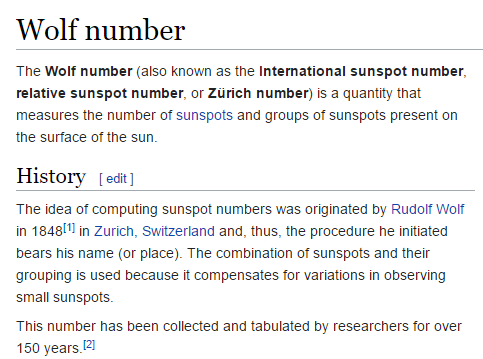 Wolf number
The Wolf number (also known as the International sunspot number,
relative sunspot number, or Zürich number) is a quantity that
measures the number of sunspots and groups of sunspots present on
the surface of the sun.
History [ edit ]
The idea of computing sunspot numbers was originated by Rudolf Wolf
in 1848[1] in Zurich, Switzerland and, thus, the procedure he initiated
bears his name (or place). The combination of sunspots and their
grouping is used because it compensates for variations in observing
small sunspots.
This number has been collected and tabulated by researchers for over
150 years.[2]